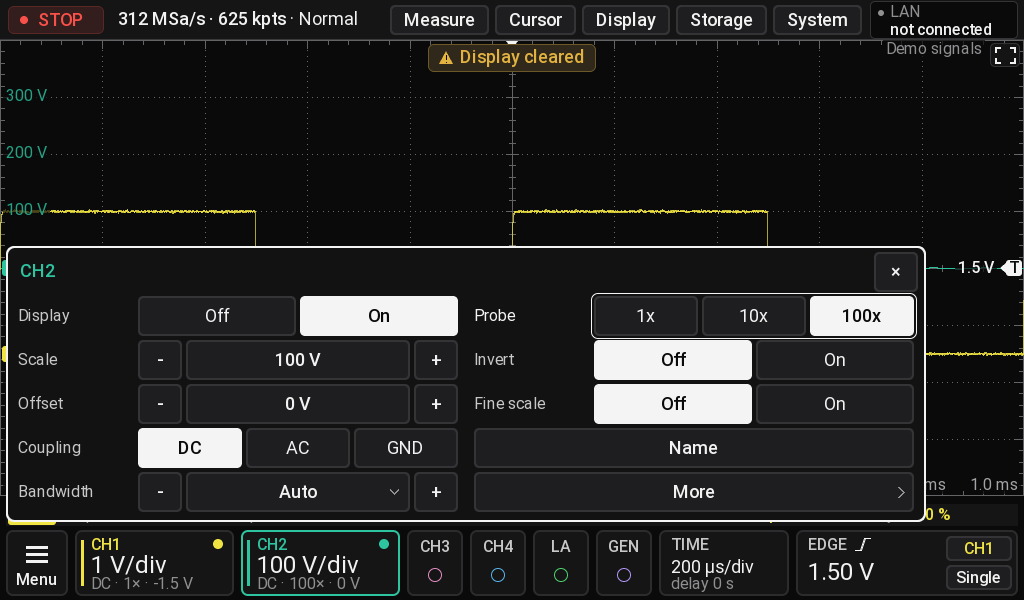 STOP
312 MSa/s · 625 kpts · Normal
Measure
Cursor
Display
Storage
System
LAN
not connected
Demo signals
Display cleared
300 V
200 V
100 V
1.5 V
T
CH2
×
Display
Off
On
Probe
1x
10x
100x
Scale
-
100 V
+
Invert
Off
On
Offset
-
0 V
+
Fine scale
Off
On
Coupling
DC
AC
GND
Name
Bandwidth
-
Auto
+
More
ms
1.0 ms
0 %
Menu
CH1
1 V/div
DC · 1× · -1.5 V
CH2
100 V/div
DC · 100× · 0 V
CH3
CH4
LA
GEN
TIME
200 µs/div
delay 0 s
EDGE
1.50 V
CH1
Single